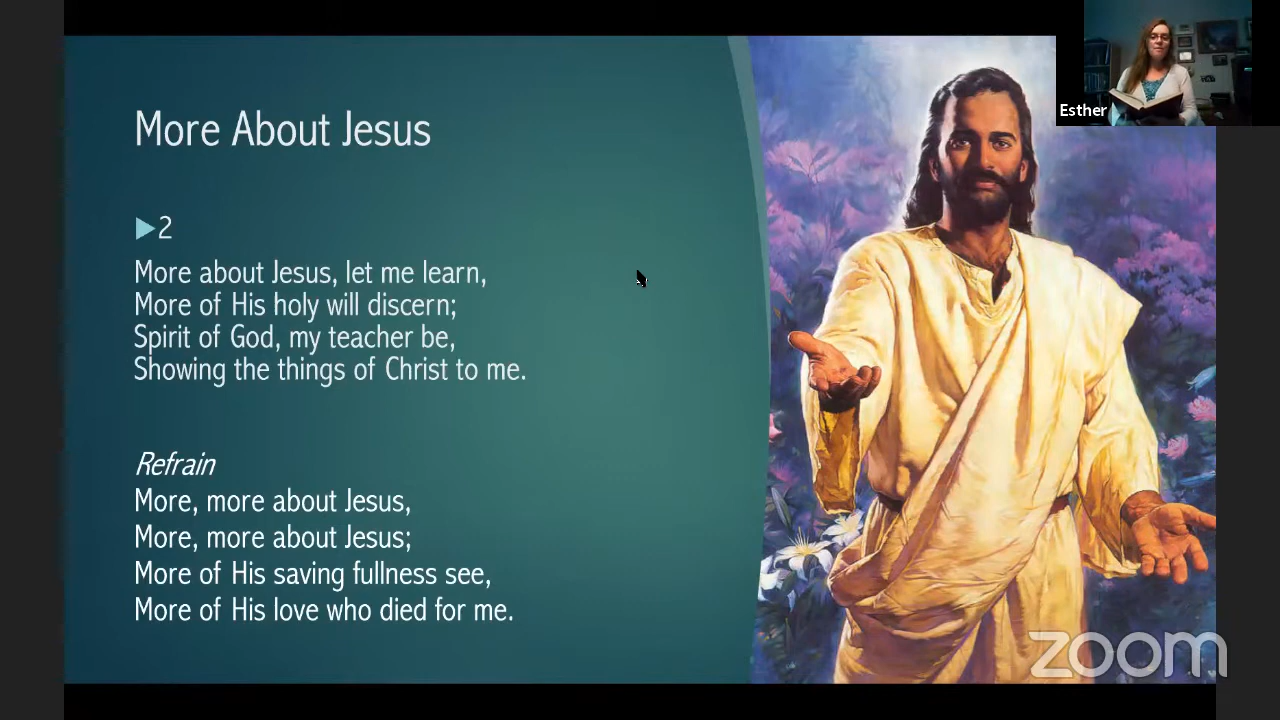 More About Jesus
2
More about Jesus, let me learn,
More of His holy will discern;
Spirit of God, my teacher be,
Showing the things of Christ to me.
Refrain
More, more about Jesus,
More, more about Jesus;
More of His saving fullness see,
More of His love who died for me.
Esther
zoom